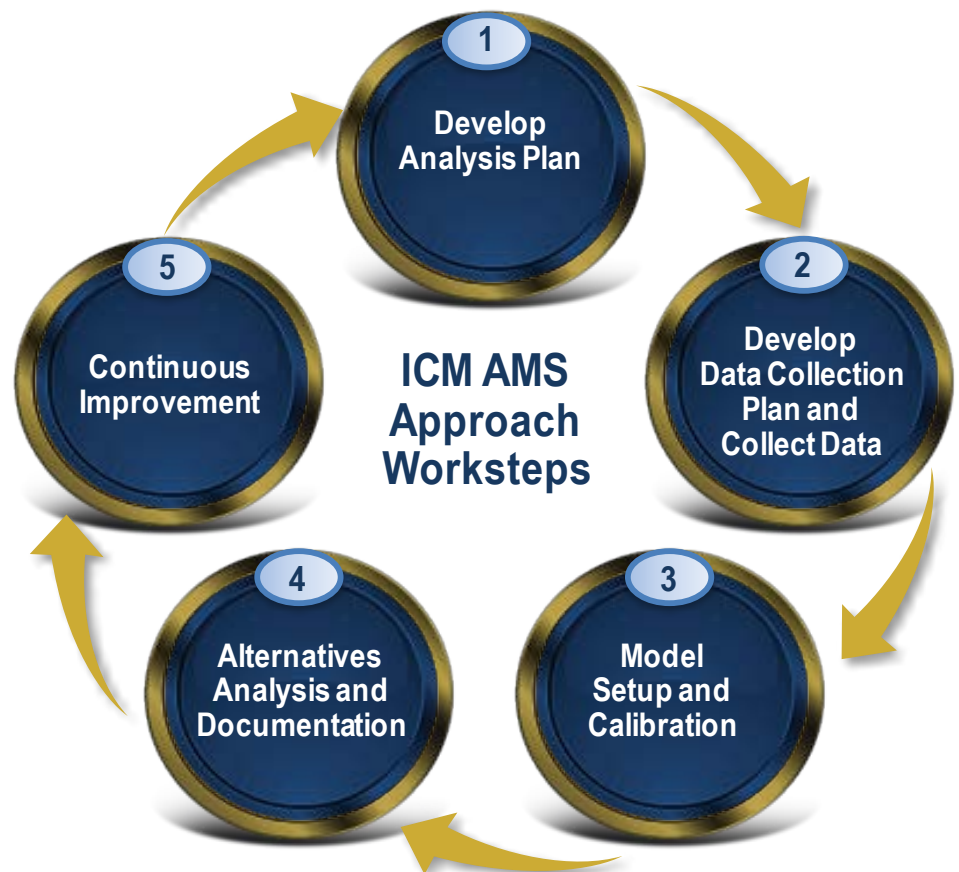 1
Develop
Analysis Plan
2
Develop
Data Collection
Plan and
Collect Data
3
Model
Setup and
Calibration
4
Alternatives
Analysis and
Documentation
5
Continuous
Improvement
ICM AMS
Approach
Worksteps